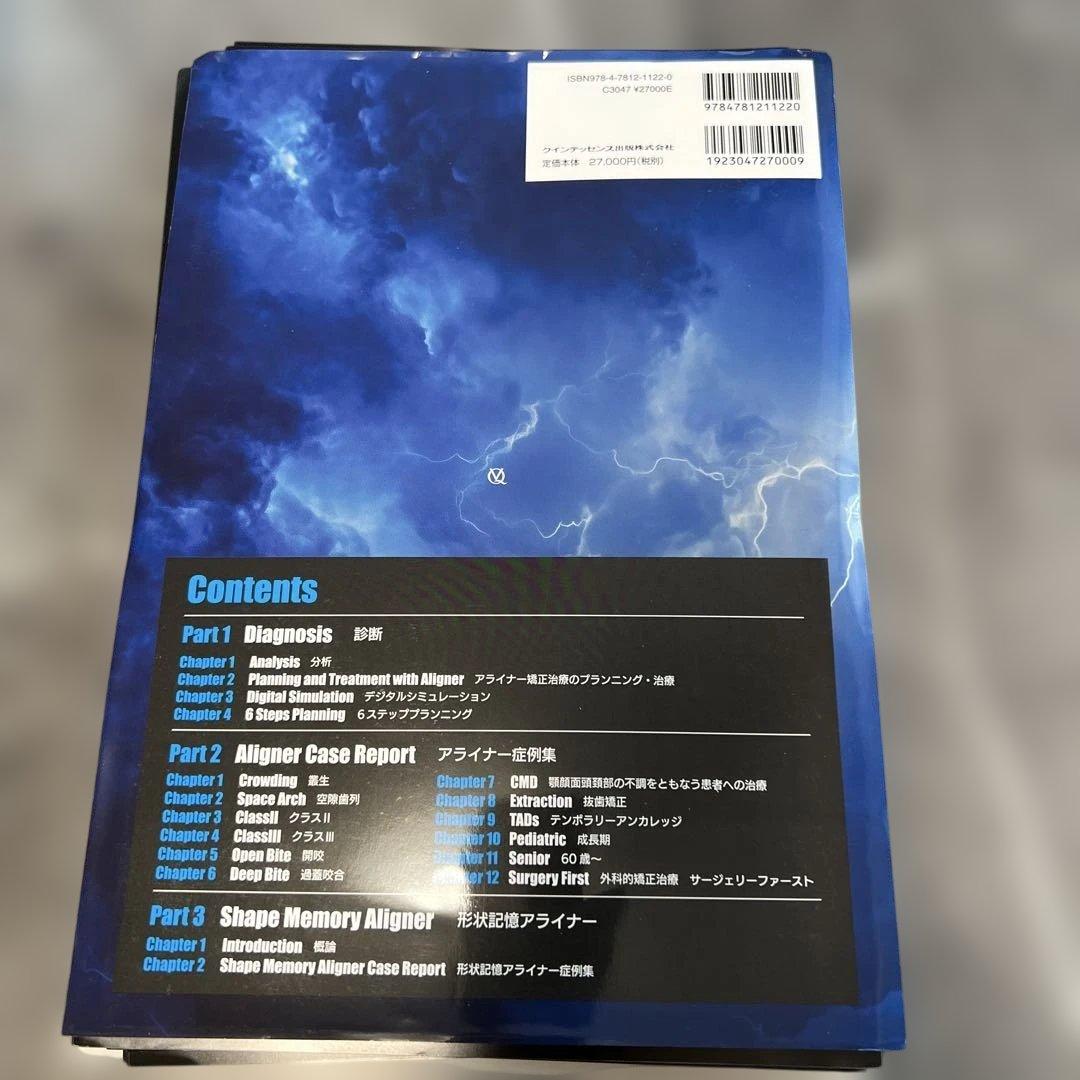 ISBN978-4-7812-1122-0
C3047 ¥27000E
9784781211220
クインテッセンス出版株式会社
定価本体 27,000円(税別)
1923047270009
Contents
Part 1 Diagnosis 診断
Chapter 1 Analysis 分析
Chapter 2 Planning and Treatment with Aligner アライナー矯正治療のプランニング・治療
Chapter 3 Digital Simulation デジタルシミュレーション
Chapter 4 6 Steps Planning 6ステッププランニング
Part 2 Aligner Case Report アライナー症例集
Chapter 1 Crowding 叢生
Chapter 2 Space Arch 空隙歯列
Chapter 3 ClassII クラスⅡ
Chapter 4 ClassIII クラスⅢ
Chapter 5 Open Bite 開咬
Chapter 6 Deep Bite 過蓋咬合
Chapter 7 CMD 顎顔面頭頚部の不調をともなう患者への治療
Chapter 8 Extraction 抜歯矯正
Chapter 9 TADs テンポラリーアンカレッジ
Chapter 10 Pediatric 成長期
Chapter 11 Senior 60歳~
Chapter 12 Surgery First 外科的矯正治療 サージェリーファースト
Part 3 Shape Memory Aligner 形状記憶アライナー
Chapter 1 Introduction 概論
Chapter 2 Shape Memory Aligner Case Report 形状記憶アライナー症例集